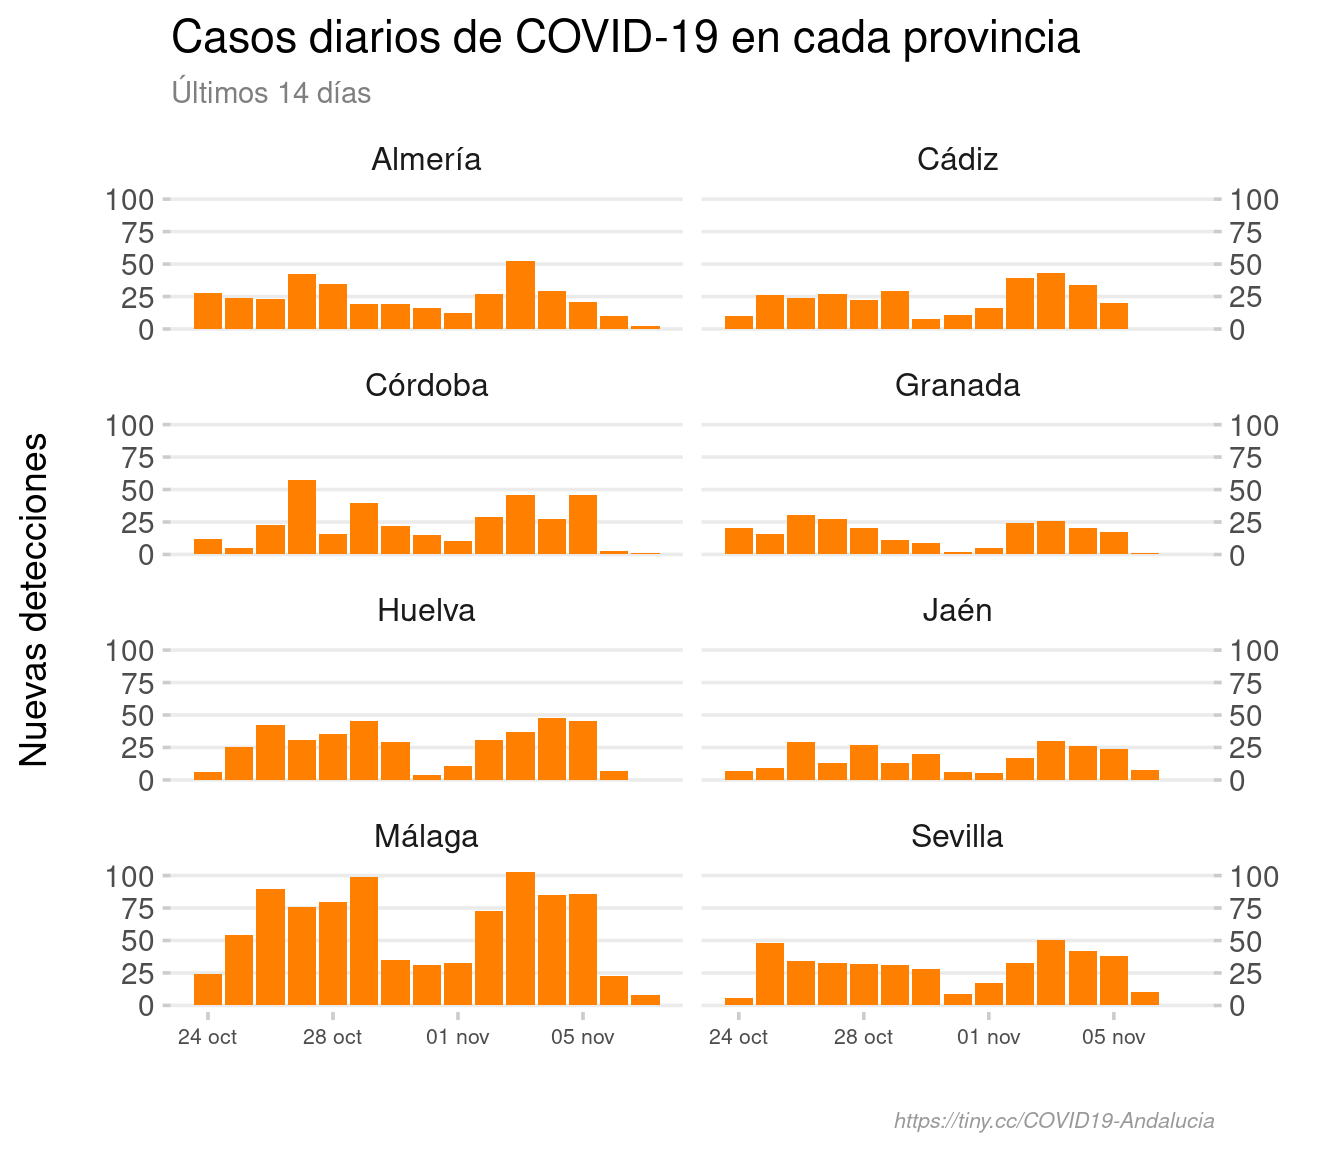 Casos diarios de COVID-19 en cada provincia
Últimos 14 días
Nuevas detecciones
Almería
Cádiz
100
75
50
25
0
100
75
50
25
0
Córdoba
Granada
100
75
50
25
0
100
75
50
25
0
Huelva
Jaén
100
75
50
25
0
100
75
50
25
0
Málaga
Sevilla
100
75
50
25
0
100
75
50
25
0
24 oct 28 oct 01 nov 05 nov
24 oct 28 oct 01 nov 05 nov
https://tiny.cc/COVID19-Andalucia